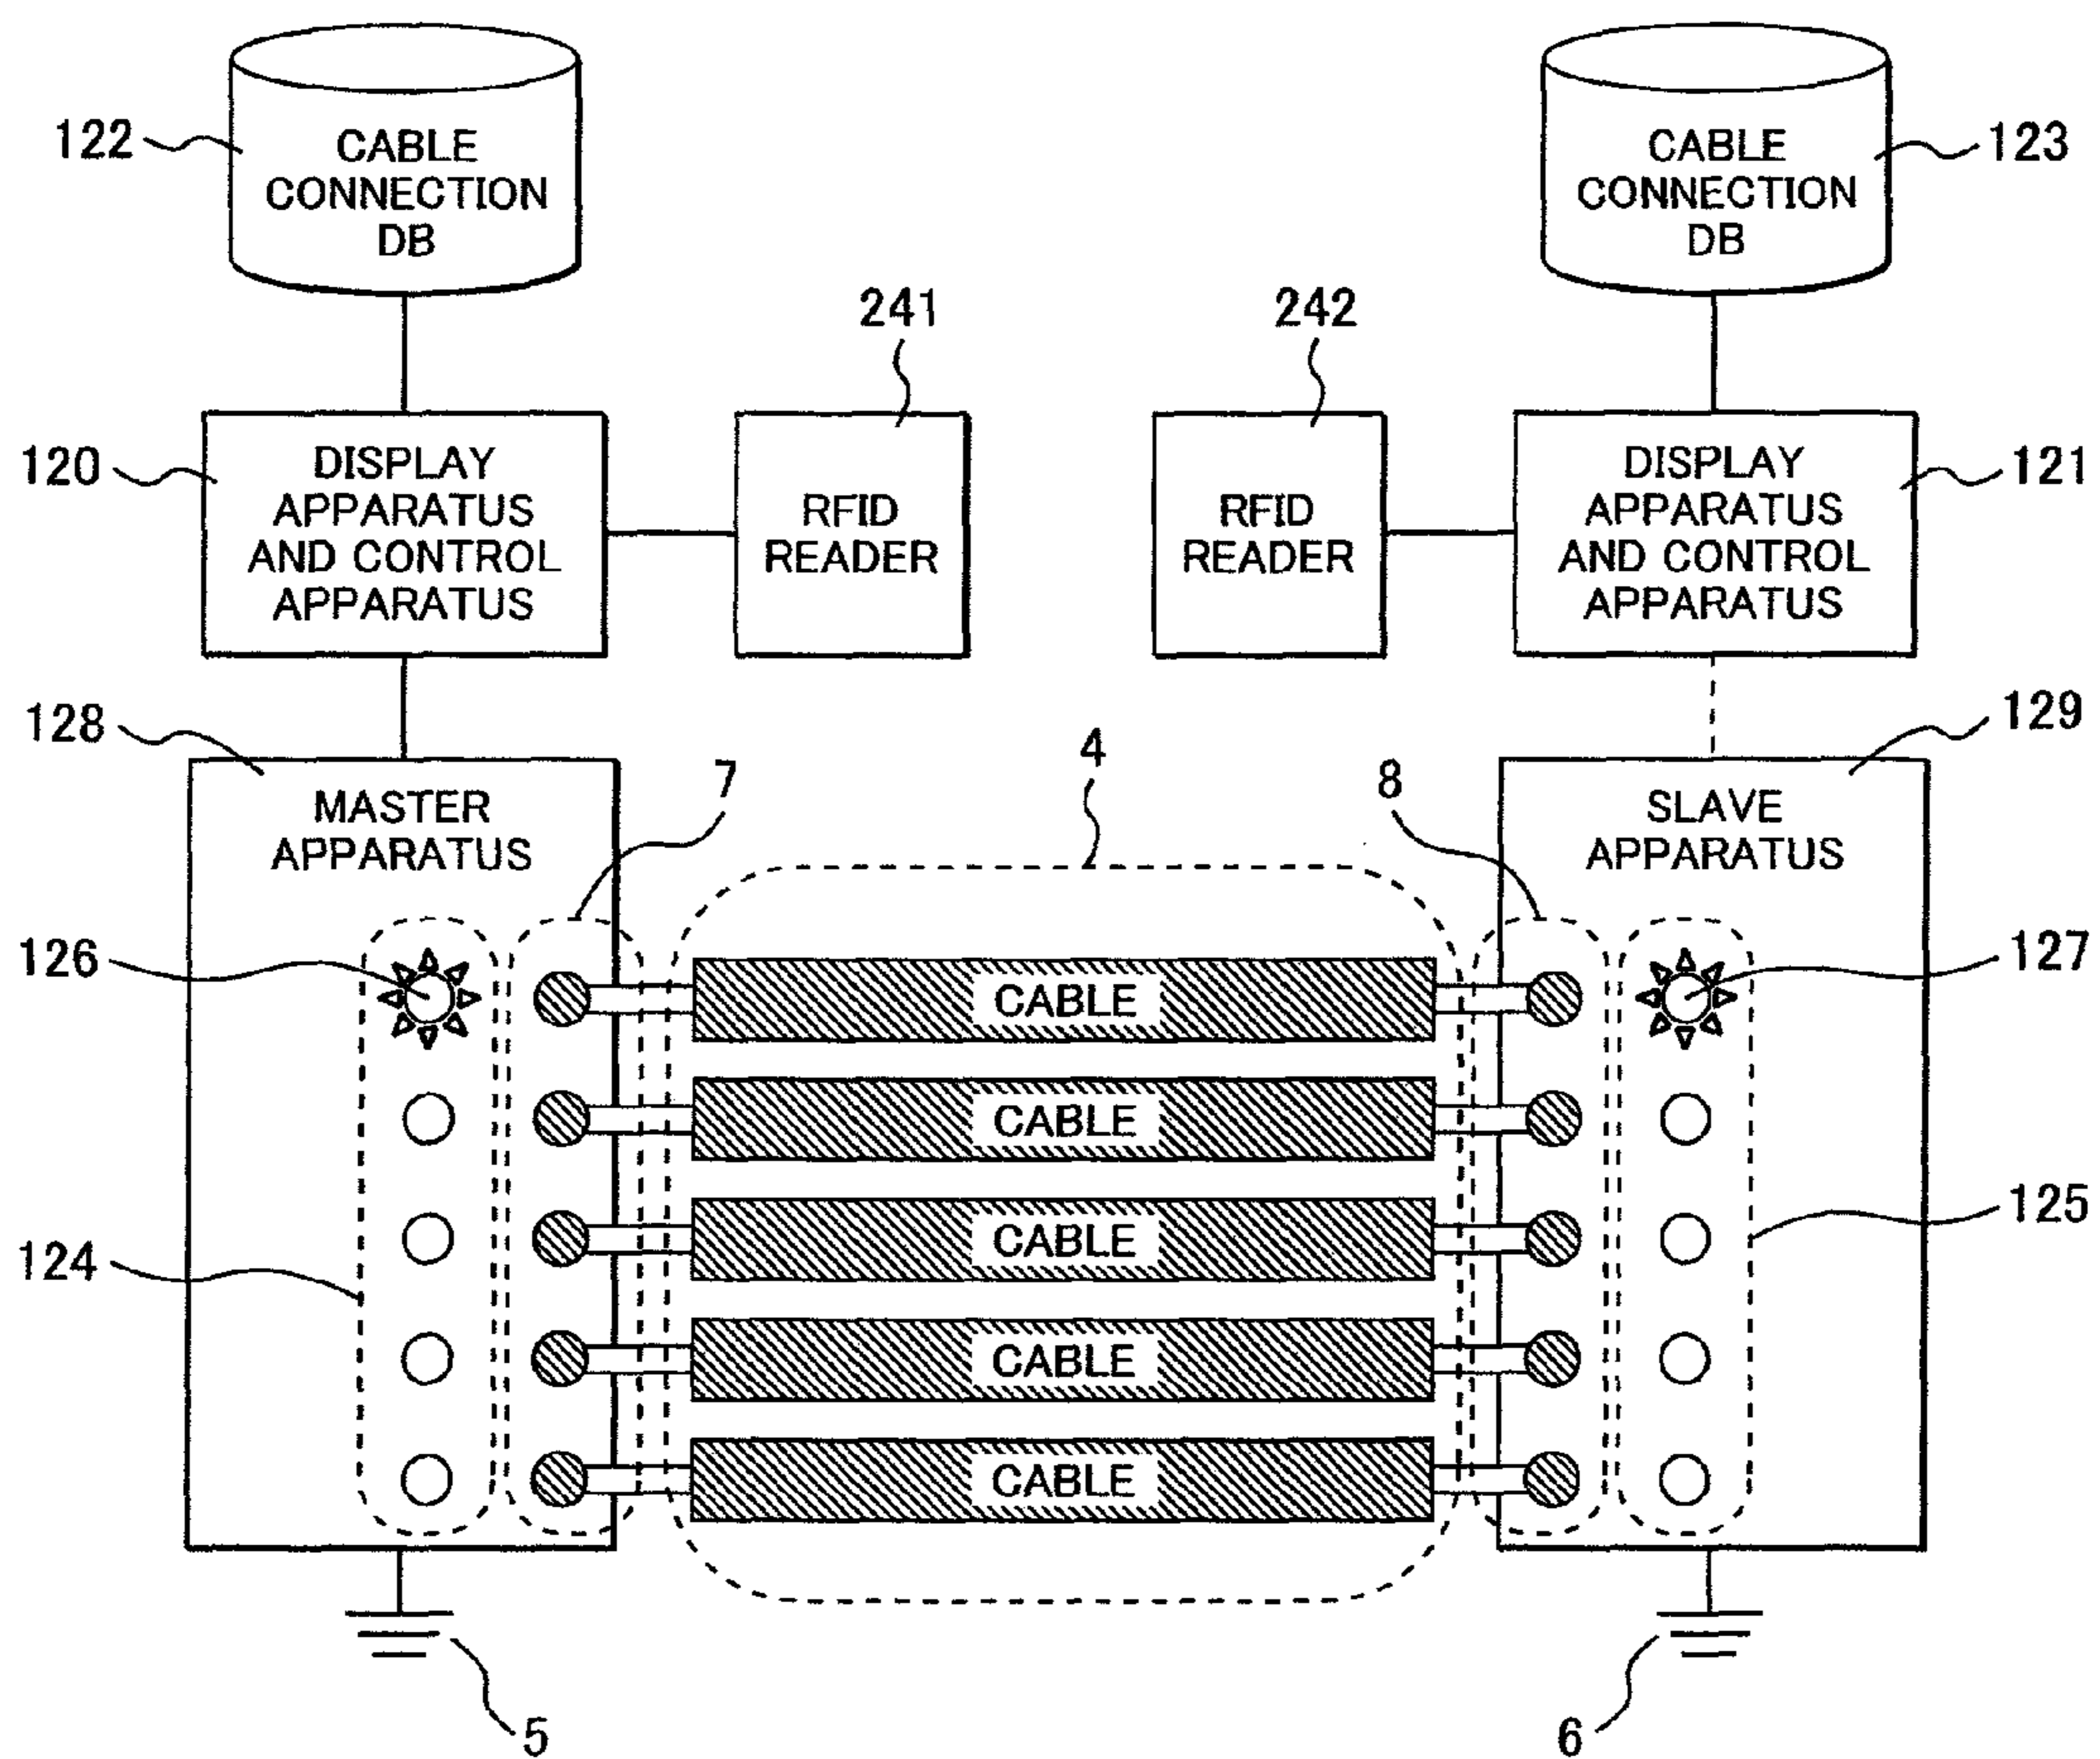 122
CABLE
CONNECTION
DB
CABLE
CONNECTION
DB
123
241
242
120
DISPLAY
APPARATUS
AND CONTROL
APPARATUS
RFID
READER
RFID
READER
DISPLAY
APPARATUS
AND CONTROL
APPARATUS
121
128
MASTER
APPARATUS
7
4
8
SLAVE
APPARATUS
129
126
CABLE
127
CABLE
124
CABLE
125
CABLE
CABLE
5
6